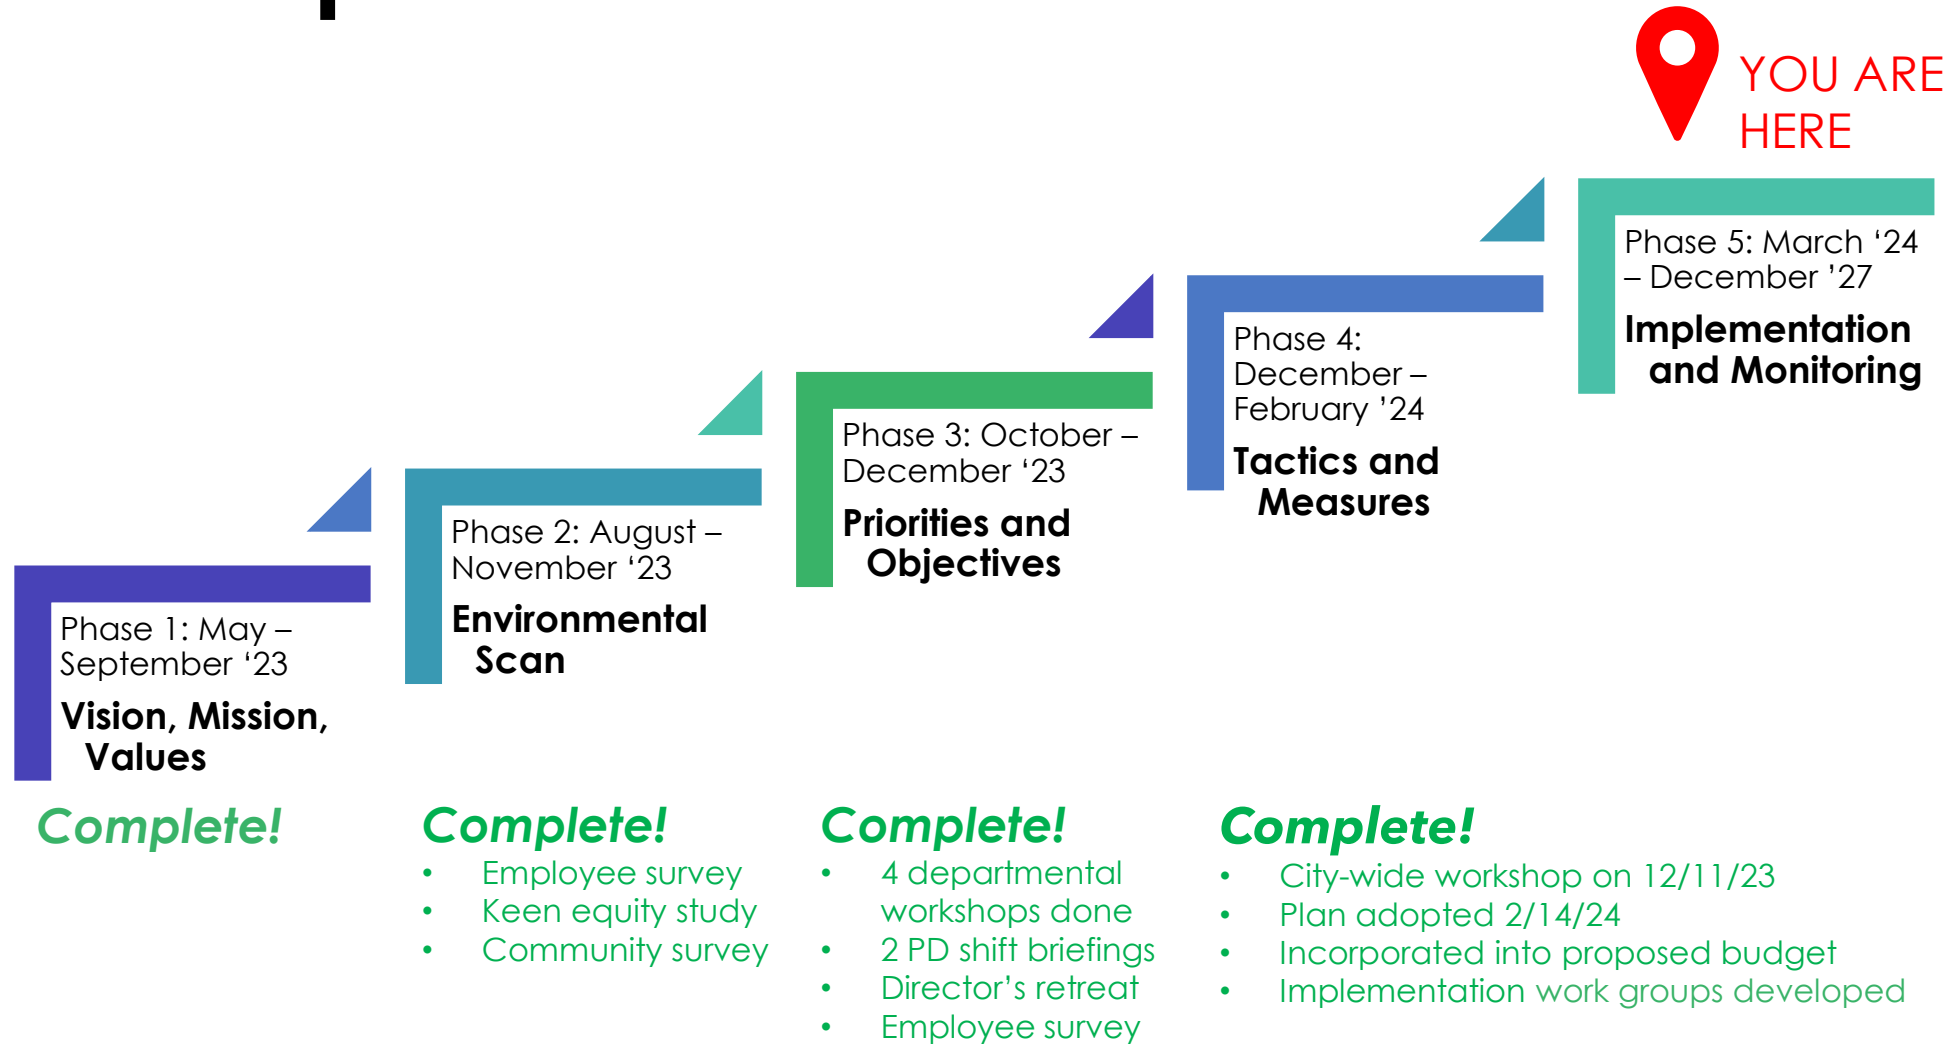 YOU ARE
HERE
Phase 1: May –
September ‘23
Vision, Mission,
Values
Complete!
Phase 2: August –
November ‘23
Environmental
Scan
Complete!
• Employee survey
• Keen equity study
• Community survey
Phase 3: October –
December ‘23
Priorities and
Objectives
Complete!
• 4 departmental
workshops done
• 2 PD shift briefings
• Director’s retreat
• Employee survey
Phase 4:
December –
February ’24
Tactics and
Measures
Complete!
• City-wide workshop on 12/11/23
• Plan adopted 2/14/24
• Incorporated into proposed budget
• Implementation work groups developed
Phase 5: March ‘24
– December ’27
Implementation
and Monitoring